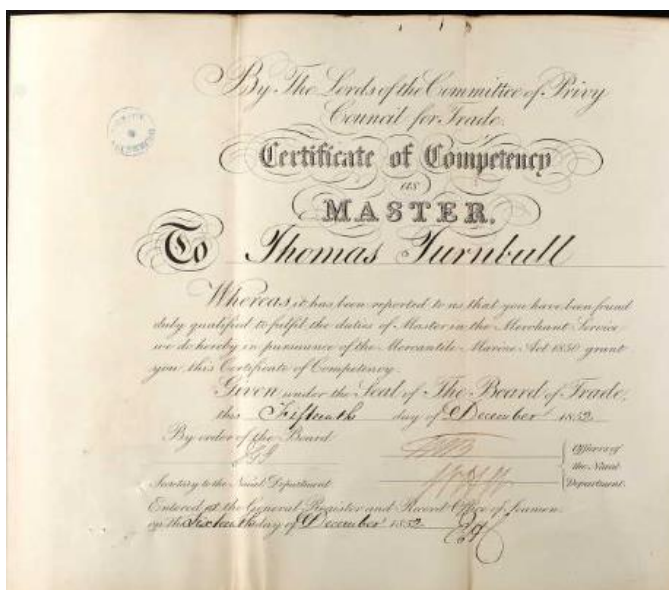 By The Lords of the Committee of Privy
Council for Trade.
Certificate of Competency
as
MASTER.
To Thomas Turnbull
Whereas it has been reported to us that you have been found
duly qualified to fulfil the duties of Master in the Merchant Service
we do hereby in pursuance of the Mercantile Marine Act 1850 grant
you this Certificate of Competency.
Given under the Seal of The Board of Trade,
this Fifteenth day of December 1852
By order of the Board
Officers of
the Naval
Department.
Secretary to the Naval Department
Entered at the General Register and Record Office of Seamen
on the Sixteenth day of December 1852